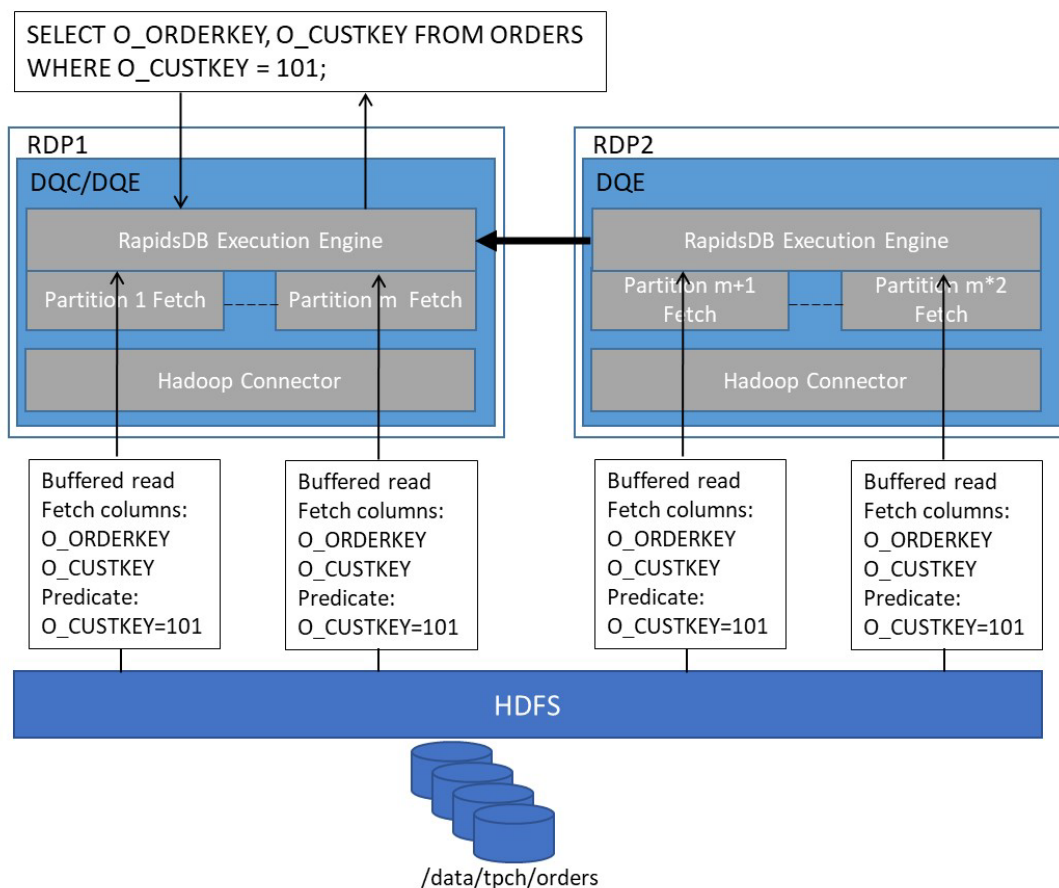 SELECT O_ORDERKEY, O_CUSTKEY FROM ORDERS
WHERE O_CUSTKEY = 101;
RDP1
DQC/DQE
RapidsDB Execution Engine
Partition 1 Fetch
Partition m Fetch
Hadoop Connector
RDP2
DQE
RapidsDB Execution Engine
Partition m+1
Fetch
Partition m*2
Fetch
Hadoop Connector
Buffered read
Fetch columns:
O_ORDERKEY
O_CUSTKEY
Predicate:
O_CUSTKEY=101
Buffered read
Fetch columns:
O_ORDERKEY
O_CUSTKEY
Predicate:
O_CUSTKEY=101
Buffered read
Fetch columns:
O_ORDERKEY
O_CUSTKEY
Predicate:
O_CUSTKEY=101
Buffered read
Fetch columns:
O_ORDERKEY
O_CUSTKEY
Predicate:
O_CUSTKEY=101
HDFS
/data/tpch/orders